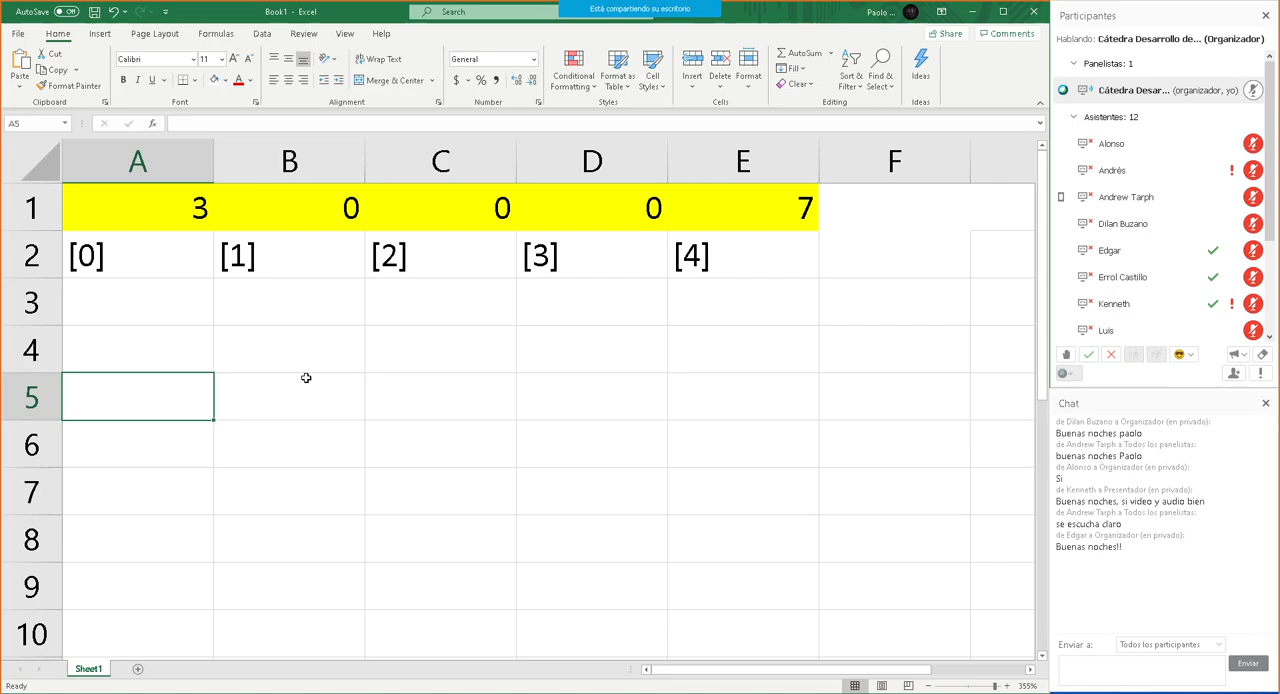 AutoSave Off
Book1 - Excel
Search
Está compartiendo su escritorio
Paolo ...
File Home Insert Page Layout Formulas Data Review View Help
Share Comments
Paste
Cut
Copy
Format Painter
Clipboard
Calibri 11
B I U
Font
Wrap Text
Merge & Center
Alignment
General
$ % ,
Number
Conditional Formatting
Format as Table
Cell Styles
Styles
Insert Delete Format
Cells
AutoSum
Fill
Clear
Sort & Filter
Find & Select
Editing
Ideas
Ideas
A5
fx
A B C D E F
1 3 0 0 0 7
2 [0] [1] [2] [3] [4]
3
4
5
6
7
8
9
10
Sheet1
Ready
355%
Participantes
Hablando: Cátedra Desarrollo de... (Organizador)
Panelistas: 1
Cátedra Desar... (organizador, yo)
Asistentes: 12
Alonso
Andrés
Andrew Tarph
Dilan Buzano
Edgar
Errol Castillo
Kenneth
Luis
Chat
de Dilan Buzano a Organizador (en privado):
Buenas noches paolo
de Andrew Tarph a Todos los panelistas:
buenas noches Paolo
de Alonso a Organizador (en privado):
Si
de Kenneth a Presentador (en privado):
Buenas noches, si video y audio bien
de Andrew Tarph a Todos los panelistas:
se escucha claro
de Edgar a Organizador (en privado):
Buenas noches!!
Enviar a: Todos los participantes
Enviar